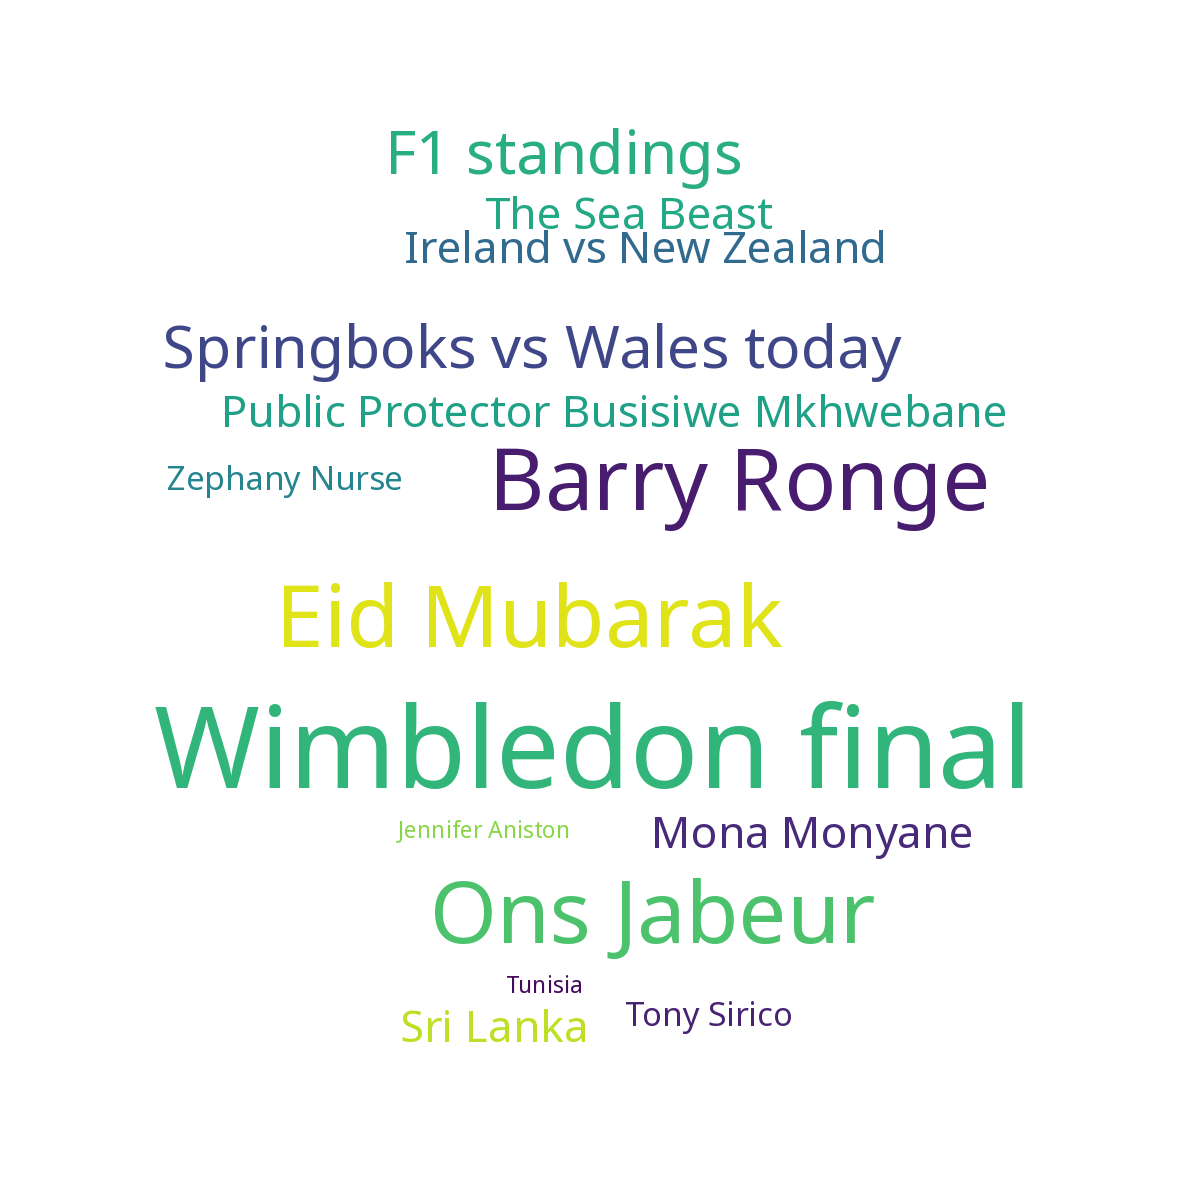 F1 standings
The Sea Beast
Ireland vs New Zealand
Springboks vs Wales today
Public Protector Busisiwe Mkhwebane
Zephany Nurse
Barry Ronge
Eid Mubarak
Wimbledon final
Jennifer Aniston
Mona Monyane
Ons Jabeur
Tunisia
Tony Sirico
Sri Lanka